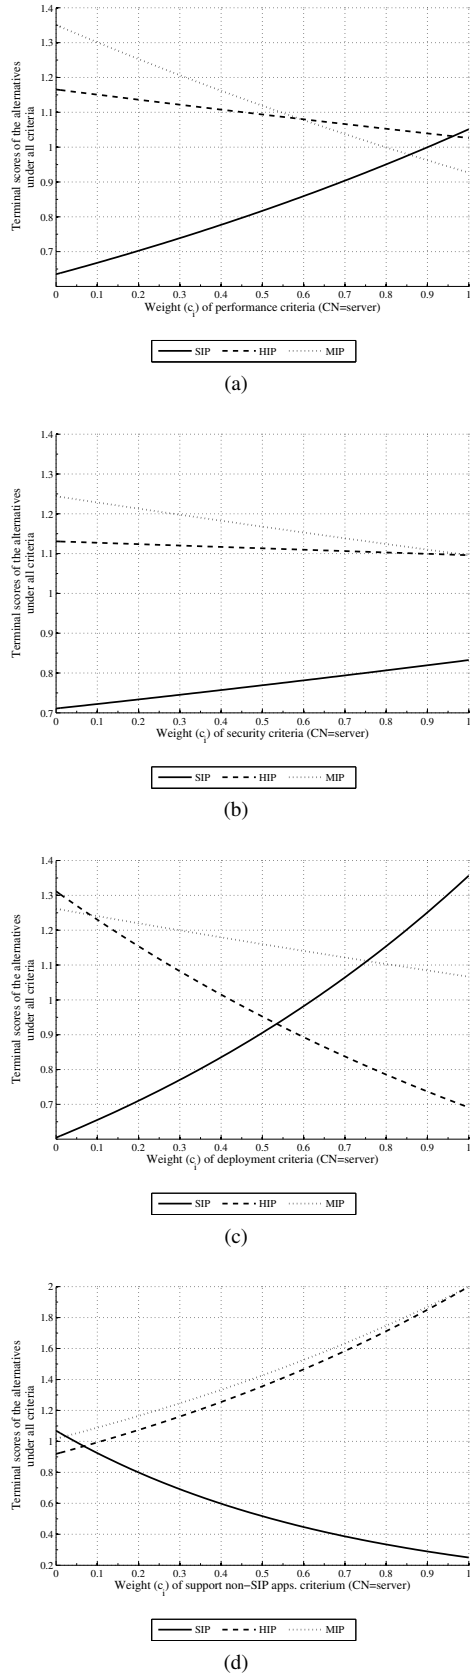 1.4
1.3
1.2
1.1
1
0.9
0.8
0.7
Terminal scores of the alternatives
under all criteria
0 0.1 0.2 0.3 0.4 0.5 0.6 0.7 0.8 0.9 1
Weight (ci) of performance criteria (CN=server)
SIP HIP MIP
(a)
1.4
1.3
1.2
1.1
1
0.9
0.8
0.7
Terminal scores of the alternatives
under all criteria
0 0.1 0.2 0.3 0.4 0.5 0.6 0.7 0.8 0.9 1
Weight (ci) of security criteria (CN=server)
SIP HIP MIP
(b)
1.4
1.3
1.2
1.1
1
0.9
0.8
0.7
Terminal scores of the alternatives
under all criteria
0 0.1 0.2 0.3 0.4 0.5 0.6 0.7 0.8 0.9 1
Weight (ci) of deployment criteria (CN=server)
SIP HIP MIP
(c)
2
1.8
1.6
1.4
1.2
1
0.8
0.6
0.4
0.2
Terminal scores of the alternatives
under all criteria
0 0.1 0.2 0.3 0.4 0.5 0.6 0.7 0.8 0.9 1
Weight (ci) of support non-SIP apps. criterium (CN=server)
SIP HIP MIP
(d)